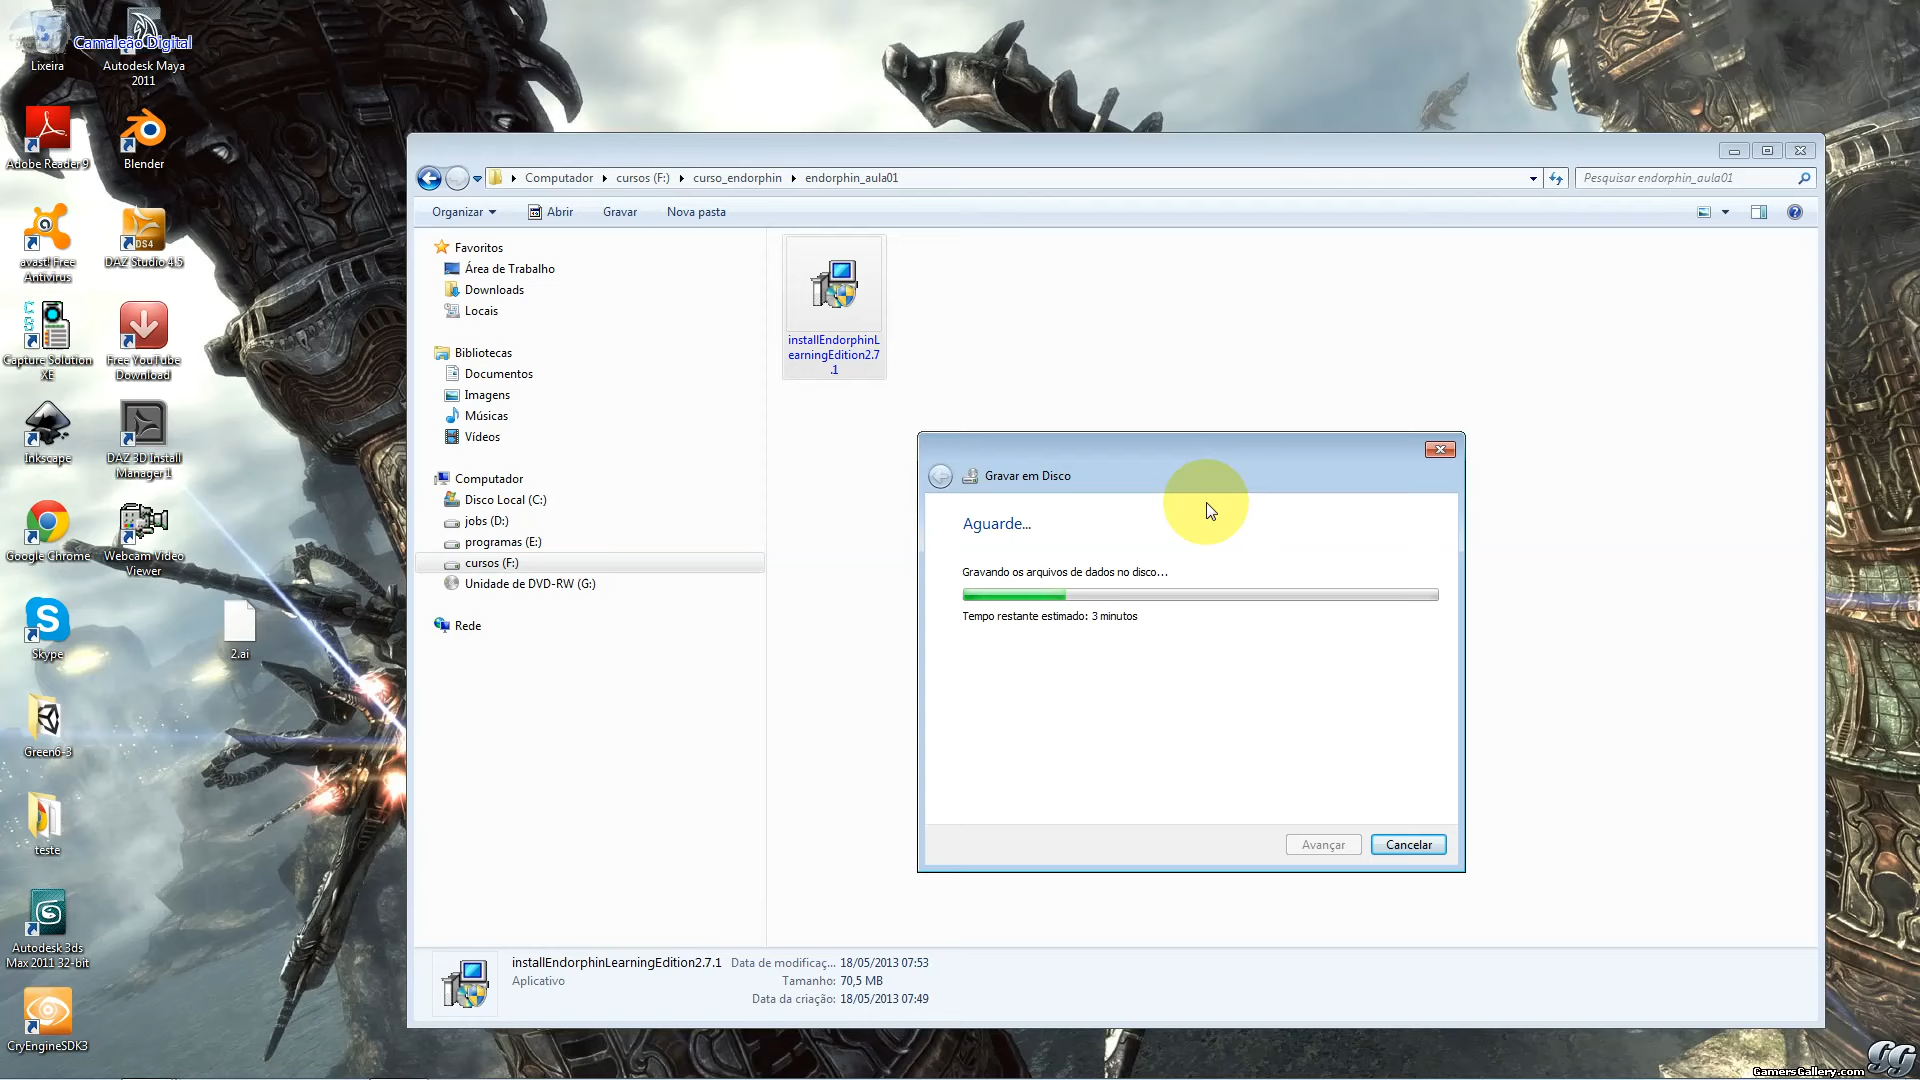 Lixeira
Camaleão Digital
Autodesk Maya
2011
Adobe Reader 9
Blender
avast! Free
Antivirus
DS4
DAZ Studio 4.5
Capture Solution
XE
Free YouTube
Download
Inkscape
DAZ 3D Install
Manager 1
Google Chrome
Webcam Video
Viewer
Skype
2.ai
Green6-3
teste
Autodesk 3ds
Max 2011 32-bit
CryEngineSDK3
Computador
cursos (F:)
curso_endorphin
endorphin_aula01
Pesquisar endorphin_aula01
Organizar
Abrir
Gravar
Nova pasta
Favoritos
Área de Trabalho
Downloads
Locais
Bibliotecas
Documentos
Imagens
Músicas
Vídeos
Computador
Disco Local (C:)
jobs (D:)
programas (E:)
cursos (F:)
Unidade de DVD-RW (G:)
Rede
installEndorphinL
earningEdition2.7
.1
Gravar em Disco
Aguarde...
Gravando os arquivos de dados no disco...
Tempo restante estimado: 3 minutos
Avançar
Cancelar
installEndorphinLearningEdition2.7.1
Data de modificaç... 18/05/2013 07:53
Aplicativo
Tamanho: 70,5 MB
Data da criação: 18/05/2013 07:49
GG
GamersGallery.com